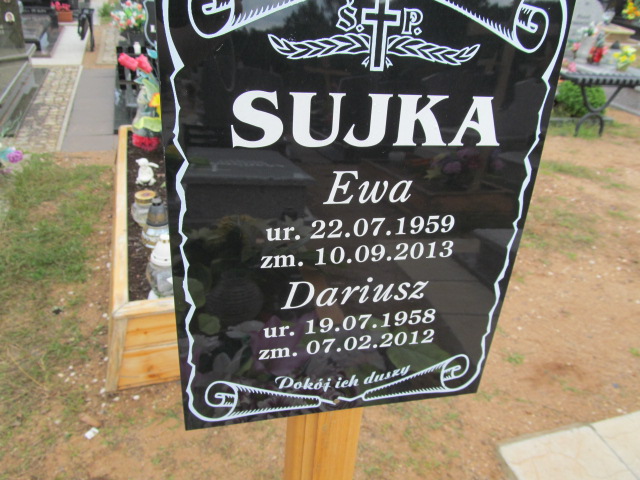 Ś. P.
SUJKA
Ewa
ur. 22.07.1959
zm. 10.09.2013
Dariusz
ur. 19.07.1958
zm. 07.02.2012
Pokój ich duszy